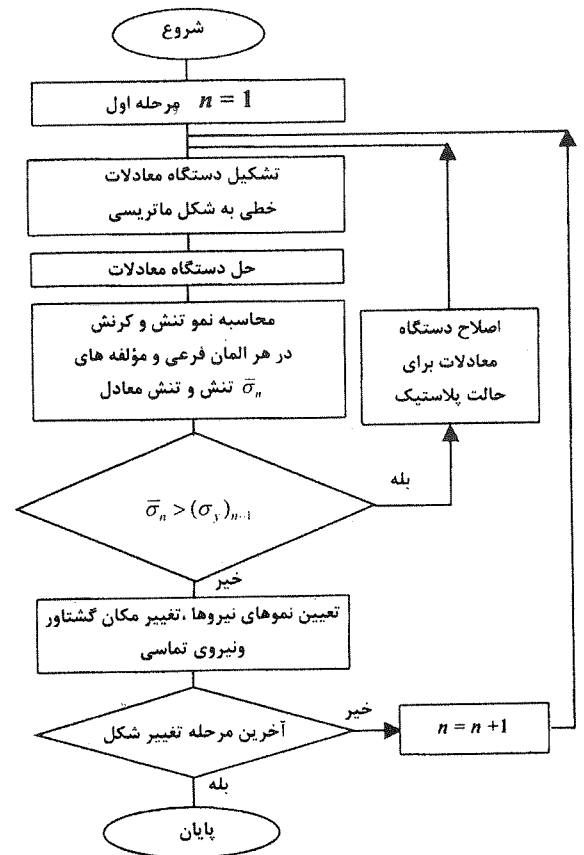 شروع
مرحله اول n = 1
تشکیل دستگاه معادلات
خطی به شکل ماتریسی
حل دستگاه معادلات
محاسبه نمو تنش و کرنش
در هر المان فرعی و مؤلفه های
تنش و تنش معادل σ̅n
اصلاح دستگاه
معادلات برای
حالت پلاستیک
بله
σ̅n > (σy)n-1
خیر
تعیین نموهای نیروها ،تغییر مکان گشتاور
ونیروی تماسی
آخرین مرحله تغییر شکل
خیر
n = n +1
بله
پایان